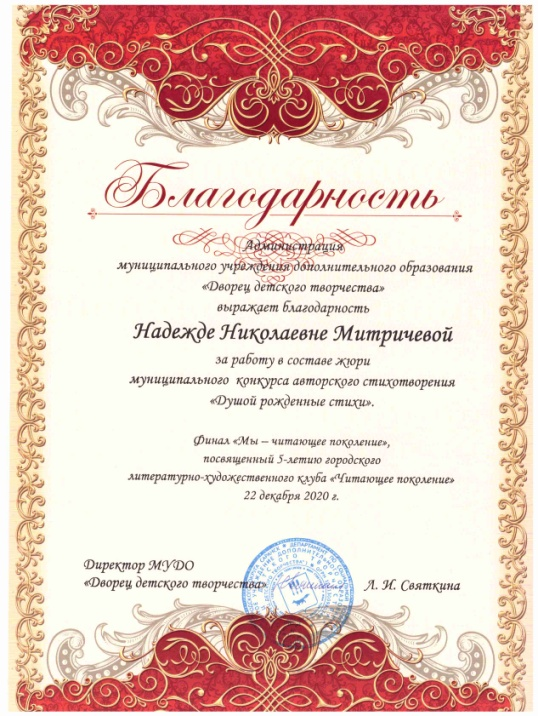 Благодарность
Администрация
муниципального учреждения дополнительного образования
«Дворец детского творчества»
выражает благодарность
Надежде Николаевне Митричевой
за работу в составе жюри
муниципального конкурса авторского стихотворения
«Душой рожденные стихи».
Финал «Мы – читающее поколение»,
посвященный 5-летию городского
литературно-художественного клуба «Читающее поколение»
22 декабря 2020 г.
Директор МУДО
«Дворец детского творчества»
Л. И. Святкина